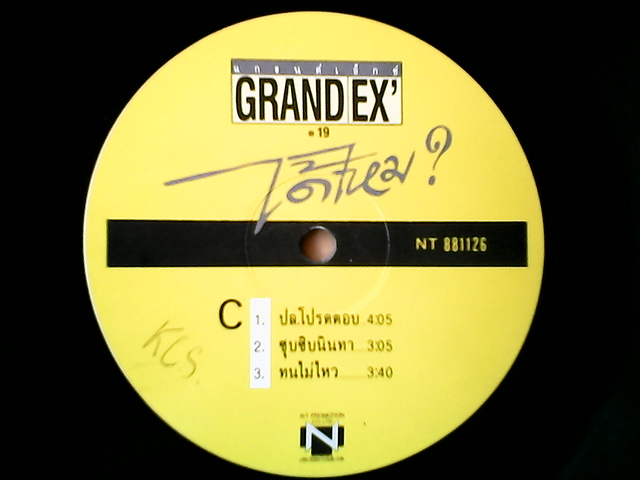 แกรนด์เอ็กซ์
GRAND EX'
= 19
ได้ไหม?
NT 881126
C
1. ปล.โปรดตอบ 4:05
2. ซุบซิบนินทา 3:05
3. ทนไม่ไหว 3:40
KCS.
N